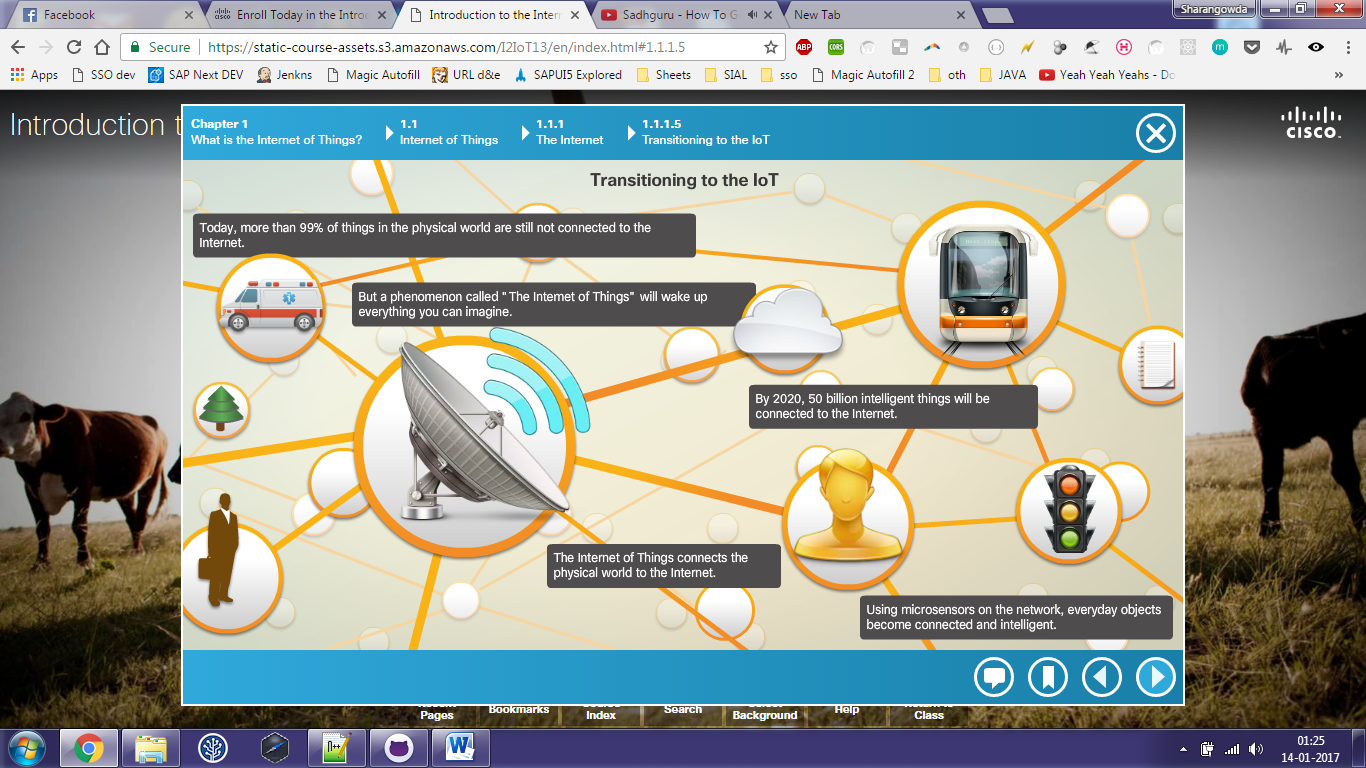 Facebook
Enroll Today in the Introd
Introduction to the Intern
Sadhguru - How To G
New Tab
Sharangowda
Secure
https://static-course-assets.s3.amazonaws.com/I2IoT13/en/index.html#1.1.1.5
ABP
CORS
Apps
SSO dev
SAP Next DEV
Jenkns
Magic Autofill
URL d&e
SAPUI5 Explored
Sheets
SIAL
sso
Magic Autofill 2
oth
JAVA
Yeah Yeah Yeahs - Do
»
Introduction t
CISCO
Chapter 1
What is the Internet of Things?
1.1
Internet of Things
1.1.1
The Internet
1.1.1.5
Transitioning to the IoT
Transitioning to the IoT
Today, more than 99% of things in the physical world are still not connected to the
Internet.
But a phenomenon called "The Internet of Things" will wake up
everything you can imagine.
By 2020, 50 billion intelligent things will be
connected to the Internet.
The Internet of Things connects the
physical world to the Internet.
Using microsensors on the network, everyday objects
become connected and intelligent.
Pages
Bookmarks
Index
Search
Background
Help
Class
01:25
14-01-2017